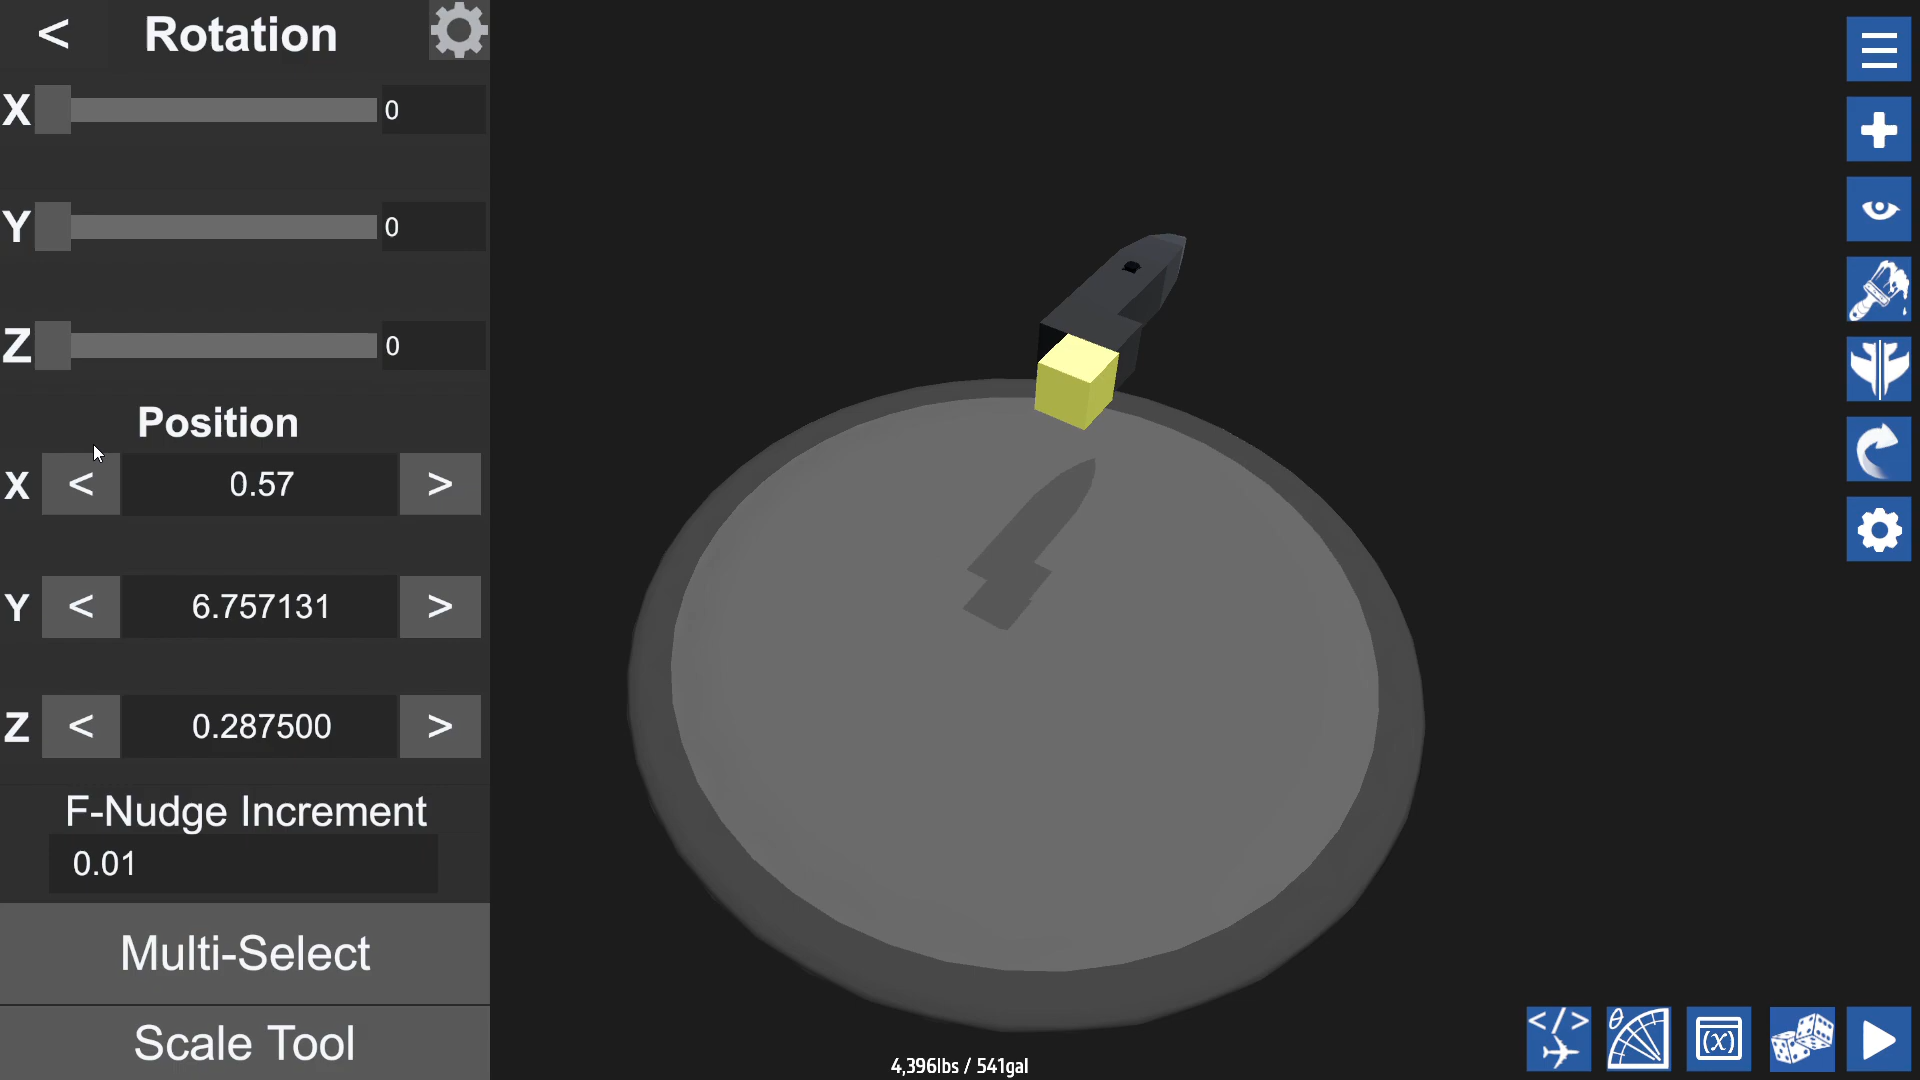 < Rotation
X 0
Y 0
Z 0
Position
X < 0.57 >
Y < 6.757131 >
Z < 0.287500 >
F-Nudge Increment
0.01
Multi-Select
Scale Tool
4,396lbs / 541gal
</>
θ
(x)